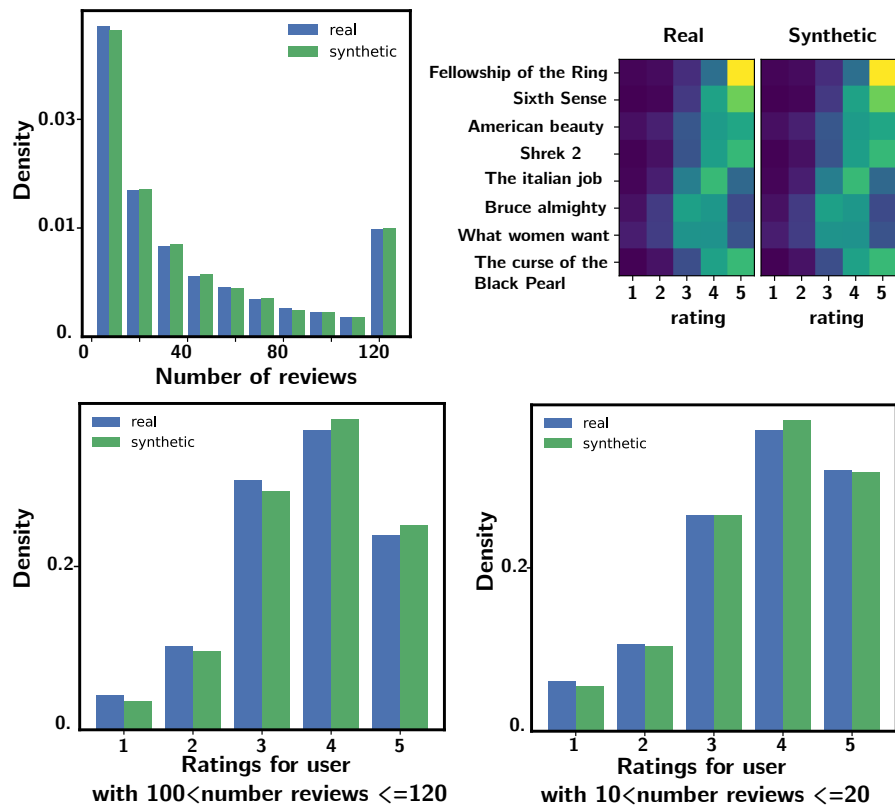 real
synthetic
0.03
0.01
0.
Density
0 40 80 120
Number of reviews
Real Synthetic
Fellowship of the Ring
Sixth Sense
American beauty
Shrek 2
The italian job
Bruce almighty
What women want
The curse of the
Black Pearl
1 2 3 4 5 1 2 3 4 5
rating rating
real
synthetic
0.2
0.
Density
1 2 3 4 5
Ratings for user
with 100<number reviews <=120
real
synthetic
0.2
0.
Density
1 2 3 4 5
Ratings for user
with 10<number reviews <=20